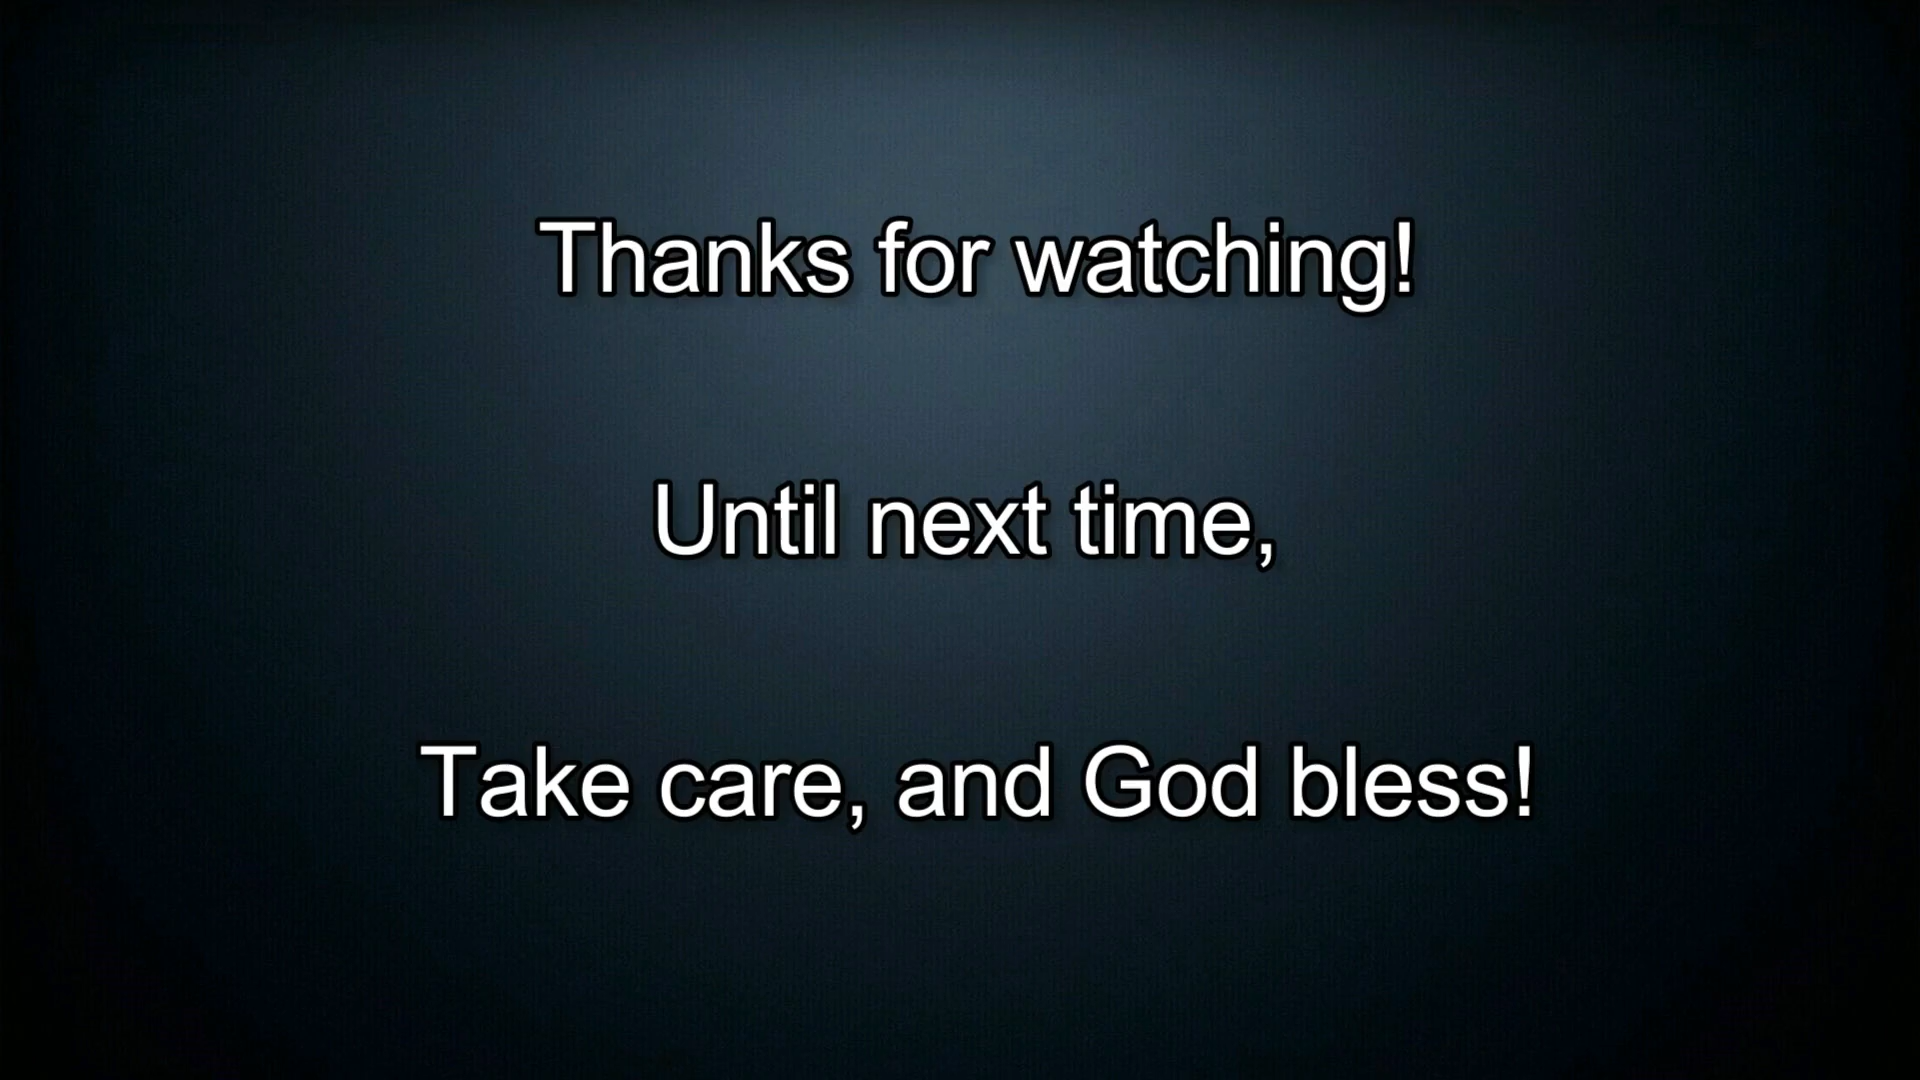 Thanks for watching!
Until next time,
Take care, and God bless!